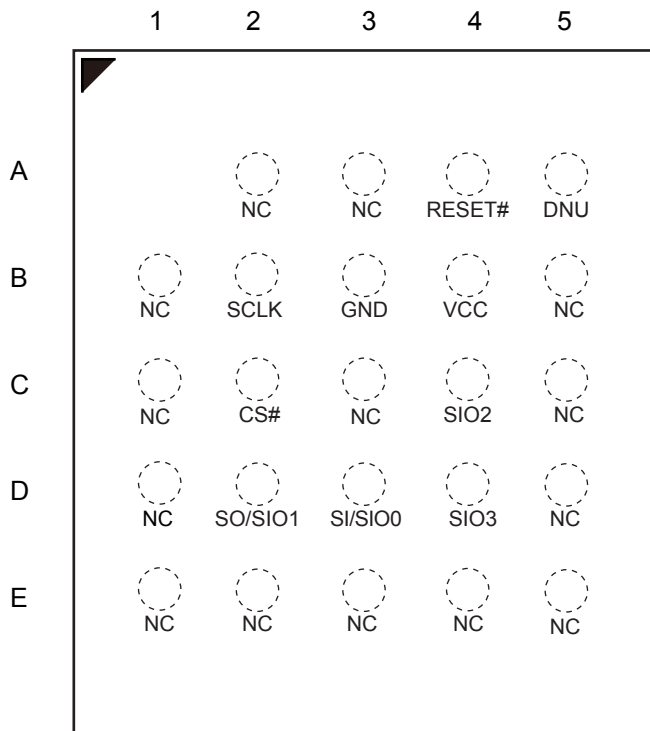 1 2 3 4 5
A
NC NC RESET# DNU
B
NC SCLK GND VCC NC
C
NC CS# NC SIO2 NC
D
NC SO/SIO1 SI/SIO0 SIO3 NC
E
NC NC NC NC NC